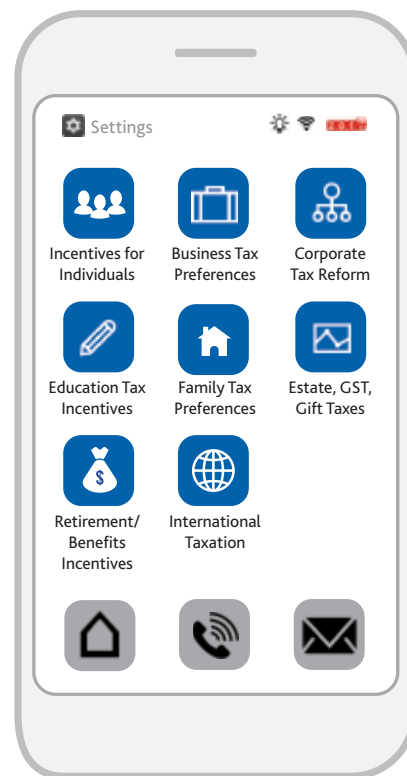 Settings
Incentives for
Individuals
Business Tax
Preferences
Corporate
Tax Reform
Education Tax
Incentives
Family Tax
Preferences
Estate, GST,
Gift Taxes
$
Retirement/
Benefits
Incentives
International
Taxation